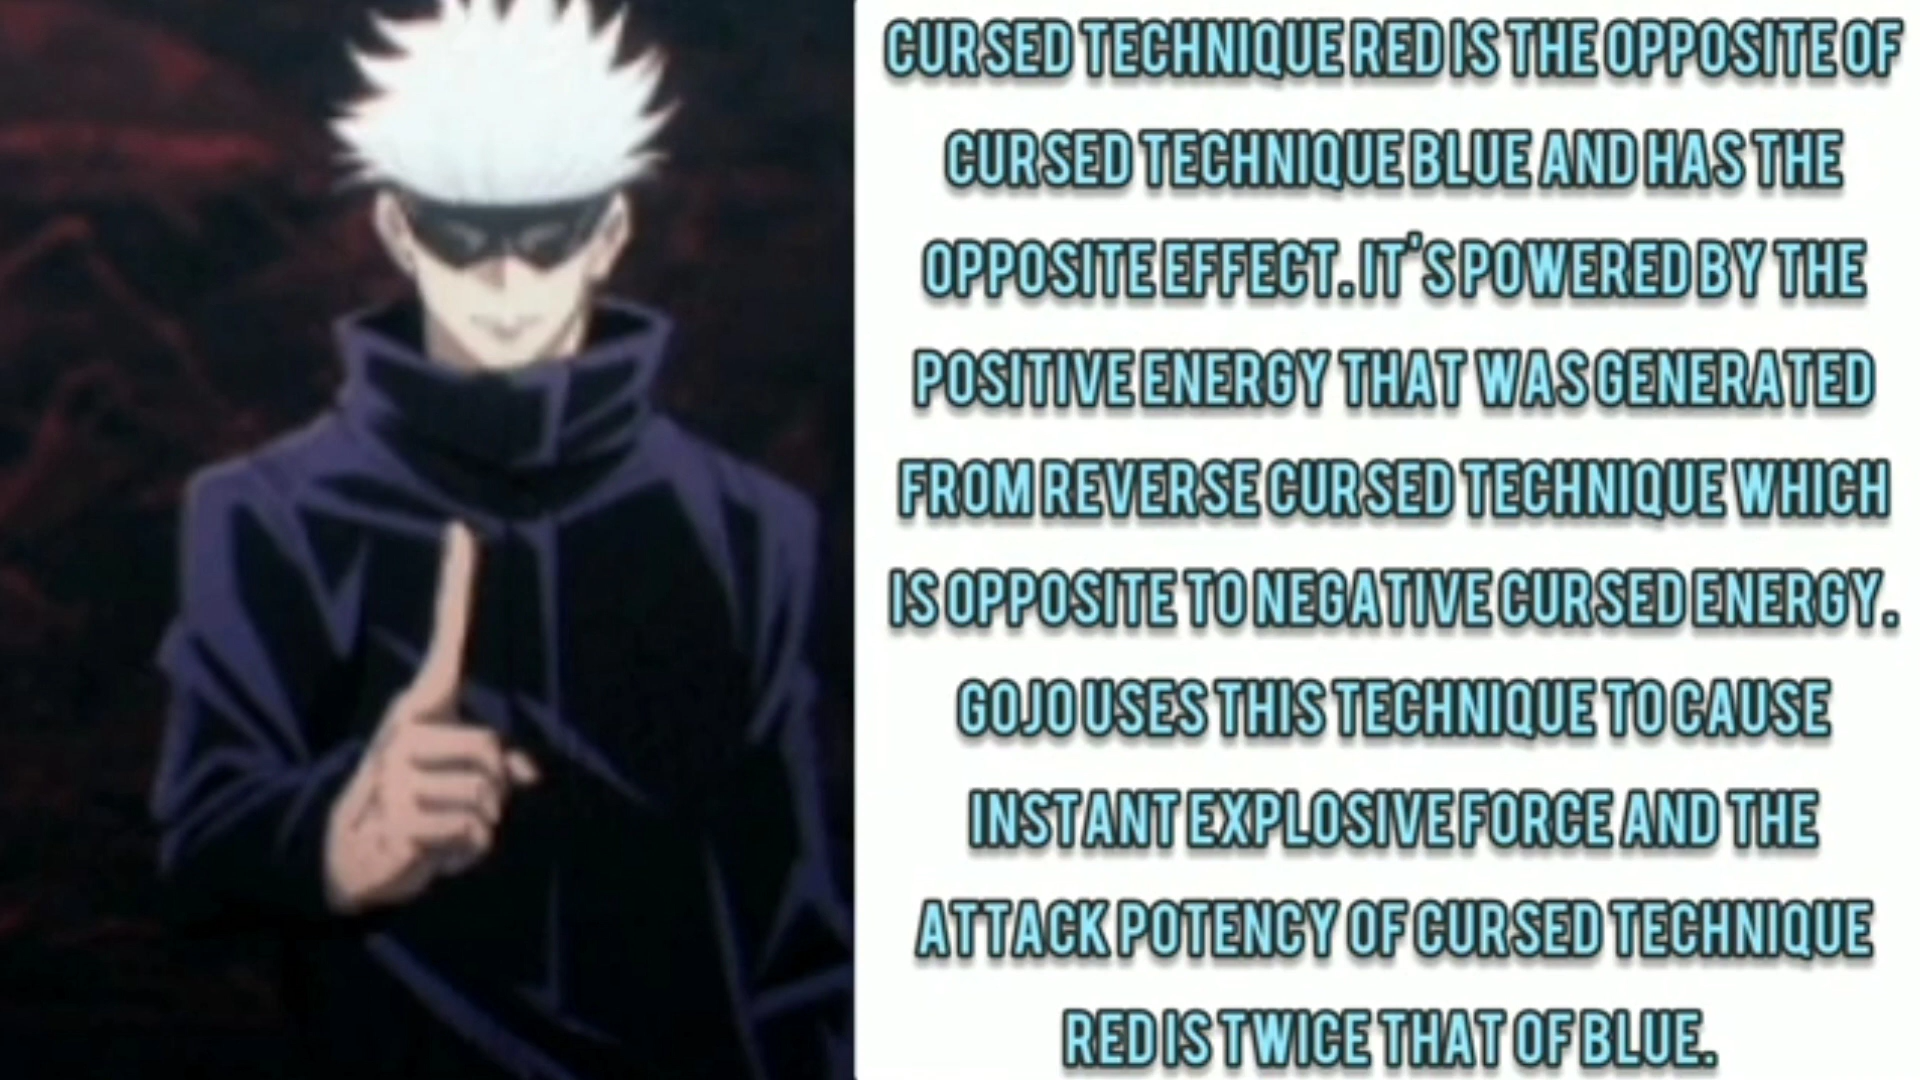 CURSED TECHNIQUE RED IS THE OPPOSITE OF
CURSED TECHNIQUE BLUE AND HAS THE
OPPOSITE EFFECT. IT'S POWERED BY THE
POSITIVE ENERGY THAT WAS GENERATED
FROM REVERSE CURSED TECHNIQUE WHICH
IS OPPOSITE TO NEGATIVE CURSED ENERGY.
GOJO USES THIS TECHNIQUE TO CAUSE
INSTANT EXPLOSIVE FORCE AND THE
ATTACK POTENCY OF CURSED TECHNIQUE
RED IS TWICE THAT OF BLUE.